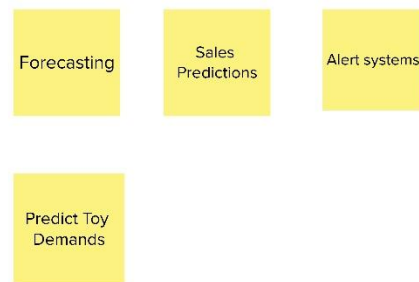 Forecasting
Sales
Predictions
Alert systems
Predict Toy
Demands